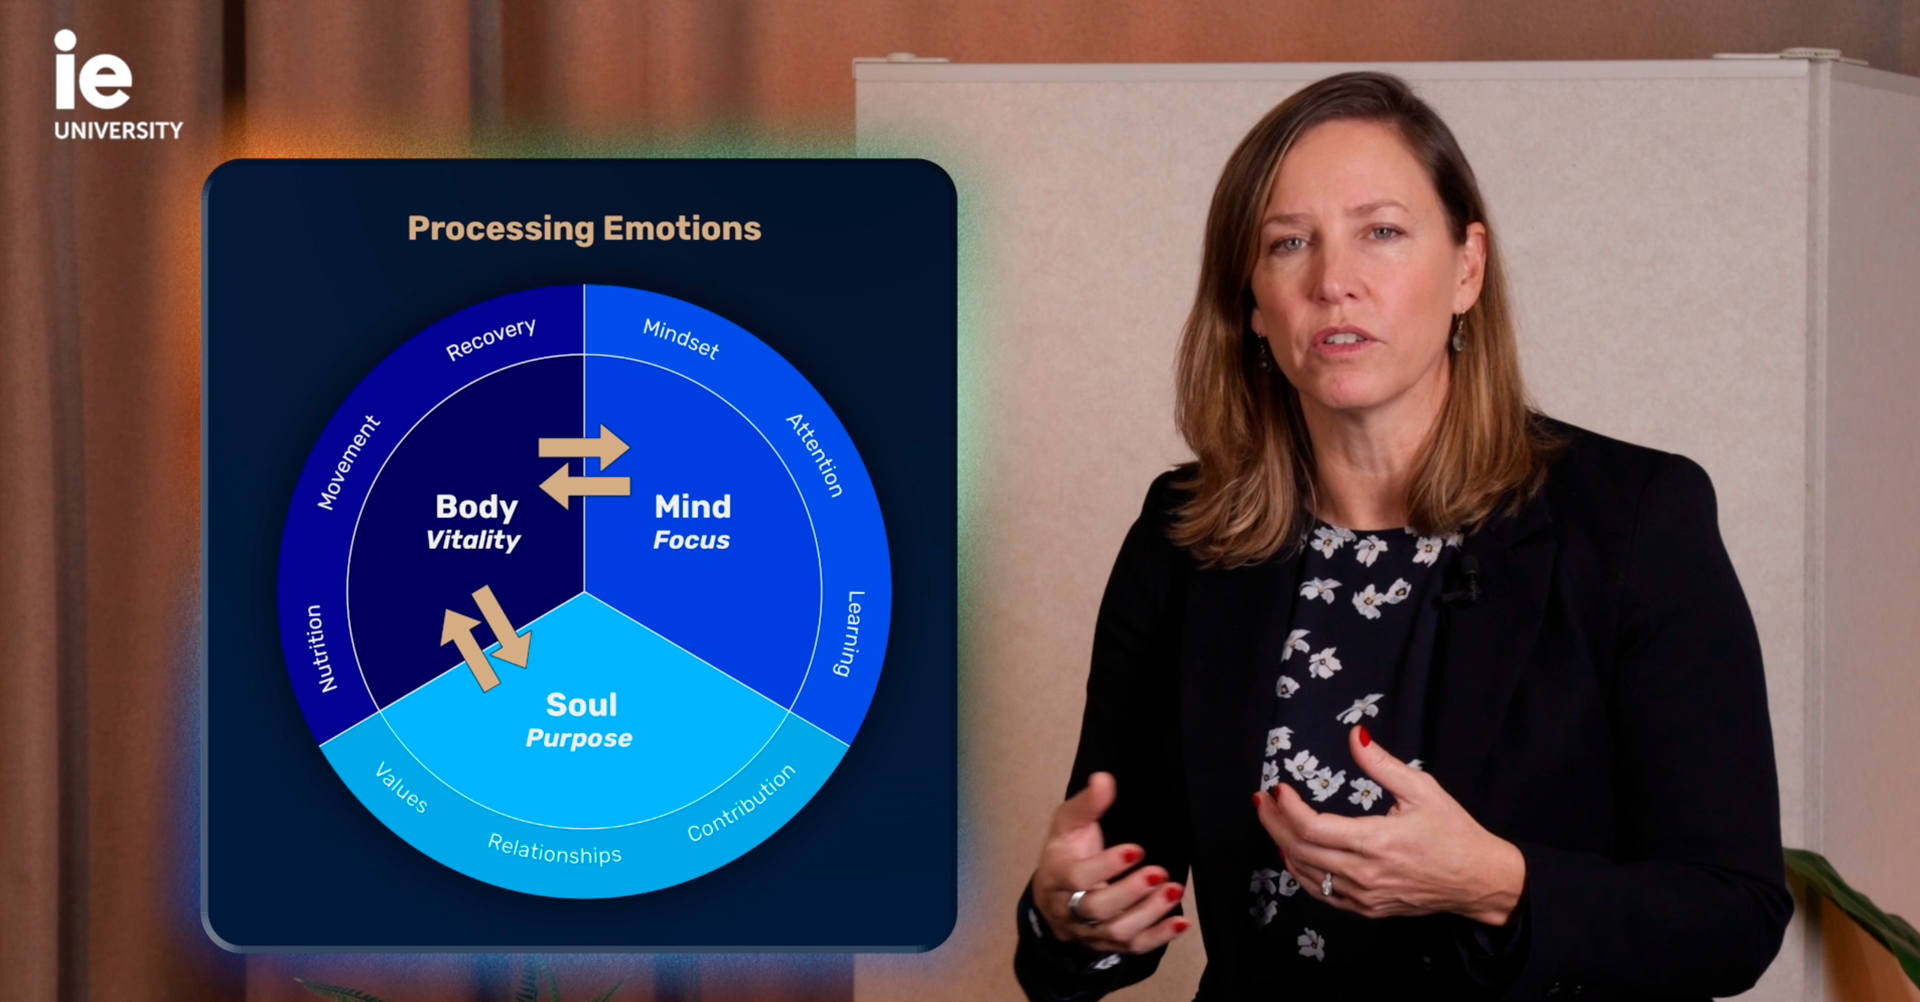 ie
UNIVERSITY
Processing Emotions
Recovery
Mindset
Movement
Attention
Body
Vitality
Mind
Focus
Nutrition
Learning
Soul
Purpose
Values
Relationships
Contribution